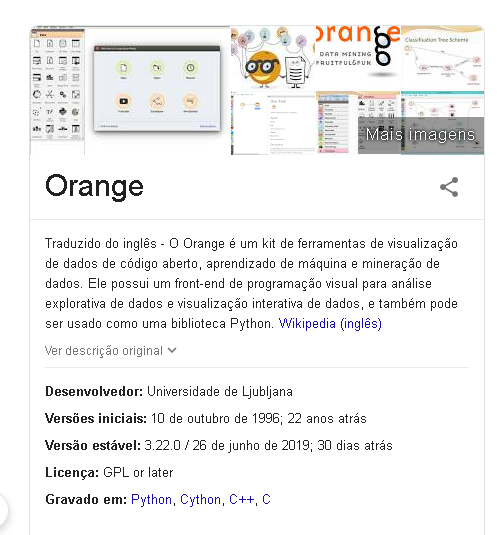 orange
DATA MINING
FRUITFUL&FUN
Classification Tree Scheme
Mais imagens
Orange
Traduzido do inglês - O Orange é um kit de ferramentas de visualização
de dados de código aberto, aprendizado de máquina e mineração de
dados. Ele possui um front-end de programação visual para análise
explorativa de dados e visualização interativa de dados, e também pode
ser usado como uma biblioteca Python. Wikipedia (inglês)
Ver descrição original
Desenvolvedor: Universidade de Ljubljana
Versões iniciais: 10 de outubro de 1996; 22 anos atrás
Versão estável: 3.22.0 / 26 de junho de 2019; 30 dias atrás
Licença: GPL or later
Gravado em: Python, Cython, C++, C